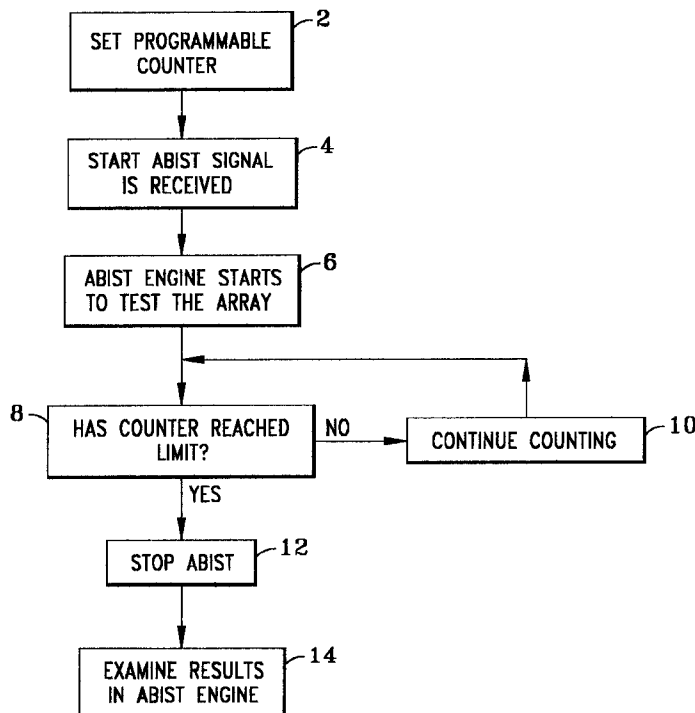 2
SET PROGRAMMABLE
COUNTER
4
START ABIST SIGNAL
IS RECEIVED
6
ABIST ENGINE STARTS
TO TEST THE ARRAY
8
HAS COUNTER REACHED
LIMIT?
NO
CONTINUE COUNTING
10
YES
12
STOP ABIST
14
EXAMINE RESULTS
IN ABIST ENGINE